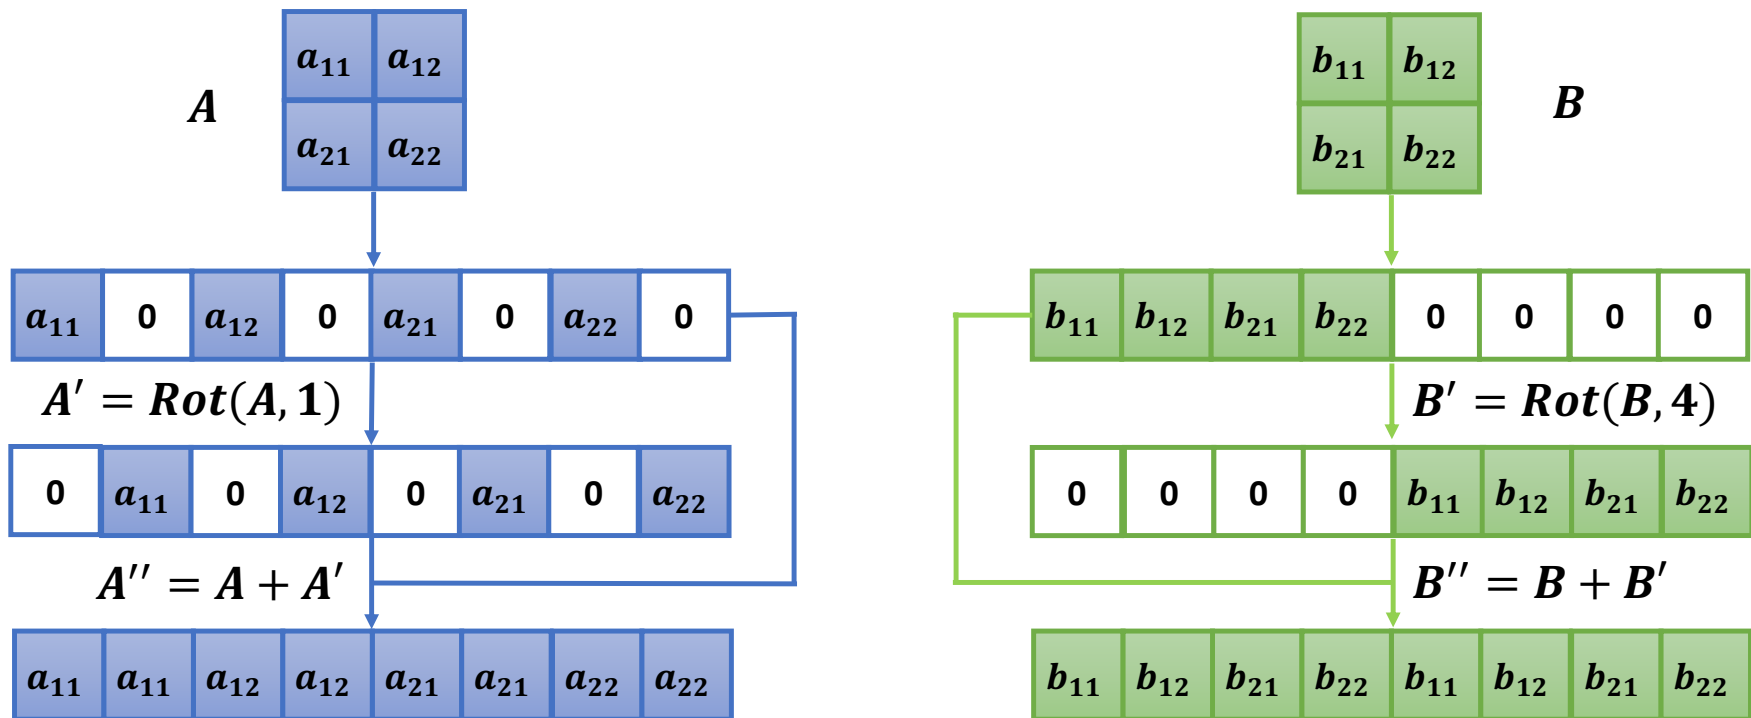 A
a₁₁ a₁₂
a₂₁ a₂₂
a₁₁ 0 a₁₂ 0 a₂₁ 0 a₂₂ 0
A′ = Rot(A, 1)
0 a₁₁ 0 a₁₂ 0 a₂₁ 0 a₂₂
A′′ = A + A′
a₁₁ a₁₁ a₁₂ a₁₂ a₂₁ a₂₁ a₂₂ a₂₂
b₁₁ b₁₂
b₂₁ b₂₂
B
b₁₁ b₁₂ b₂₁ b₂₂ 0 0 0 0
B′ = Rot(B, 4)
0 0 0 0 b₁₁ b₁₂ b₂₁ b₂₂
B′′ = B + B′
b₁₁ b₁₂ b₂₁ b₂₂ b₁₁ b₁₂ b₂₁ b₂₂